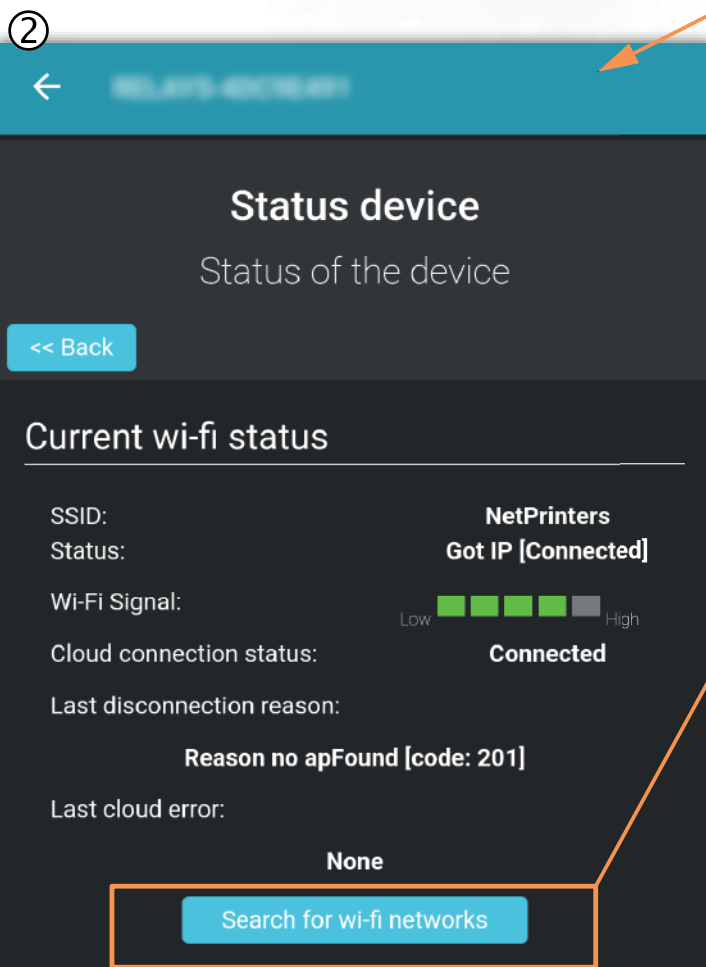 ②
Status device
Status of the device
<< Back
Current wi-fi status
SSID: NetPrinters
Status: Got IP [Connected]
Wi-Fi Signal: Low High
Cloud connection status: Connected
Last disconnection reason:
Reason no apFound [code: 201]
Last cloud error:
None
Search for wi-fi networks